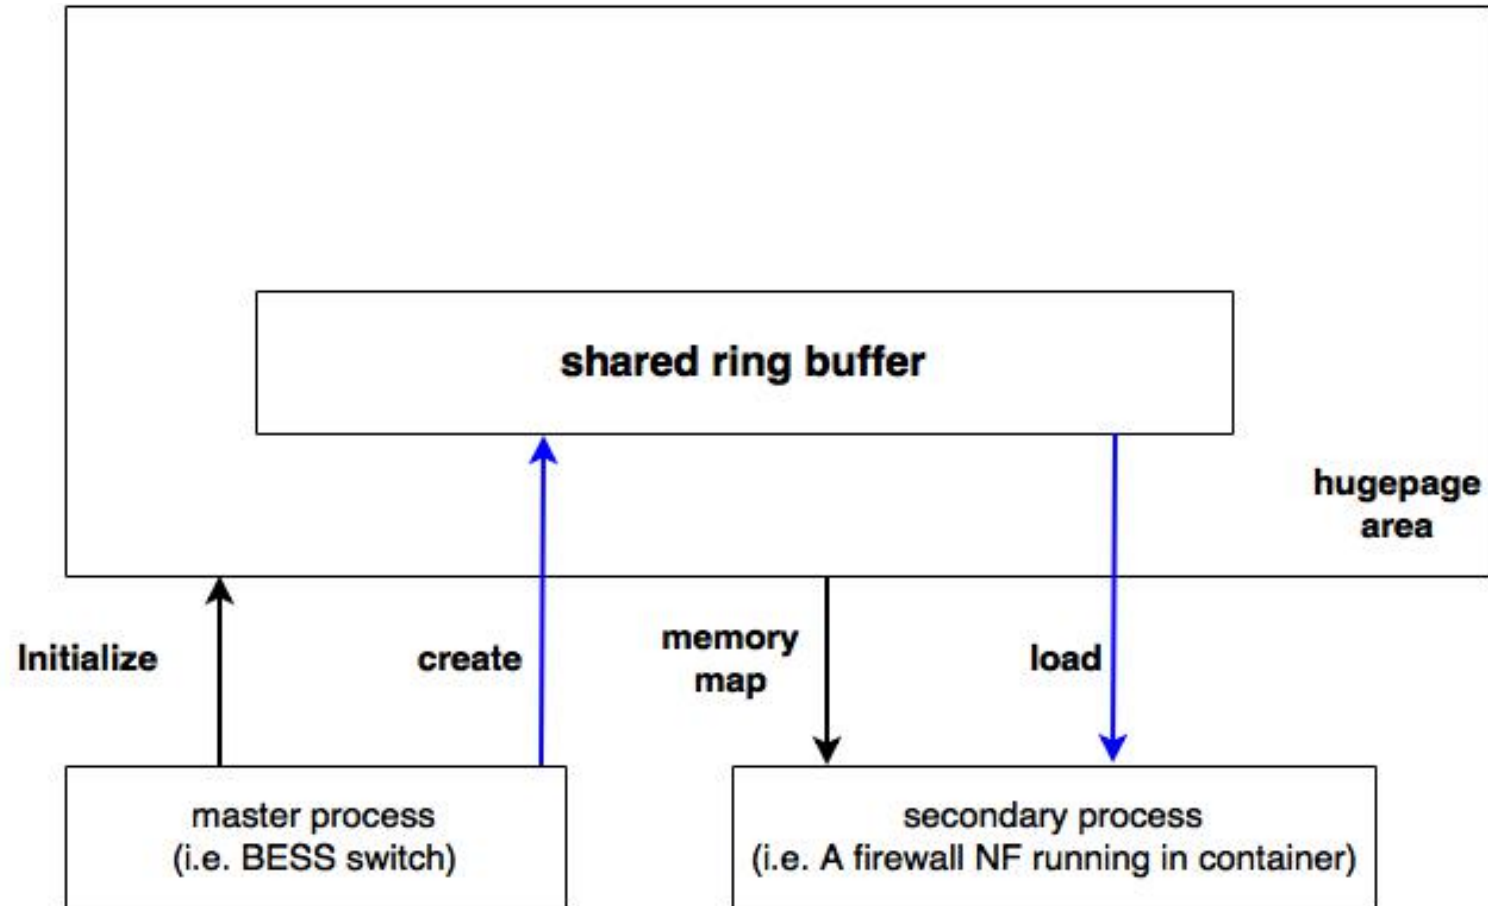 shared ring buffer
hugepage
area
Initialize
create
memory
map
load
master process
(i.e. BESS switch)
secondary process
(i.e. A firewall NF running in container)